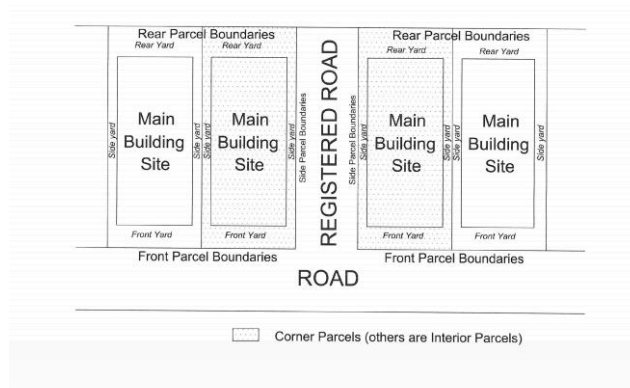 Rear Parcel Boundaries
Rear Yard
Rear Yard
Rear Parcel Boundaries
Rear Yard
Rear Yard
Side yard
Main
Building
Site
Side yard
Side yard
Main
Building
Site
Side yard
Side Parcel Boundaries
REGISTERED ROAD
Side Parcel Boundaries
Side yard
Main
Building
Site
Side yard
Side yard
Main
Building
Site
Side yard
Front Yard
Front Yard
Front Yard
Front Yard
Front Parcel Boundaries
Front Parcel Boundaries
ROAD
Corner Parcels (others are Interior Parcels)